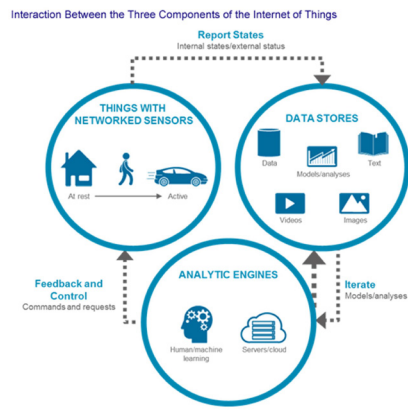 Interaction Between the Three Components of the Internet of Things
Report States
Internal states/external status
THINGS WITH
NETWORKED SENSORS
At rest
Active
DATA STORES
Data
Models/analyses
Text
Videos
Images
Feedback and
Control
Commands and requests
ANALYTIC ENGINES
Human/machine
learning
Servers/cloud
Iterate
Models/analyses